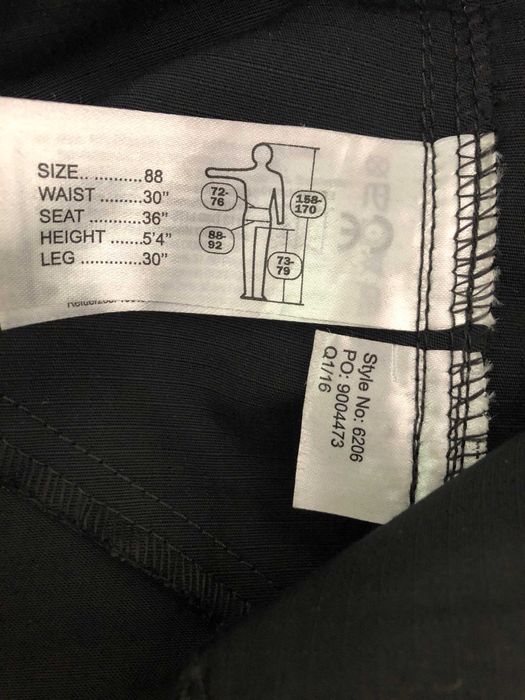 SIZE.. ..........88
WAIST ..........30"
SEAT ...........36"
HEIGHT .......5'4"
LEG .............30"
72-
76
88-
92
158-
170
73-
79
CE
Style No: 6206
PO: 9004473
Q1/16